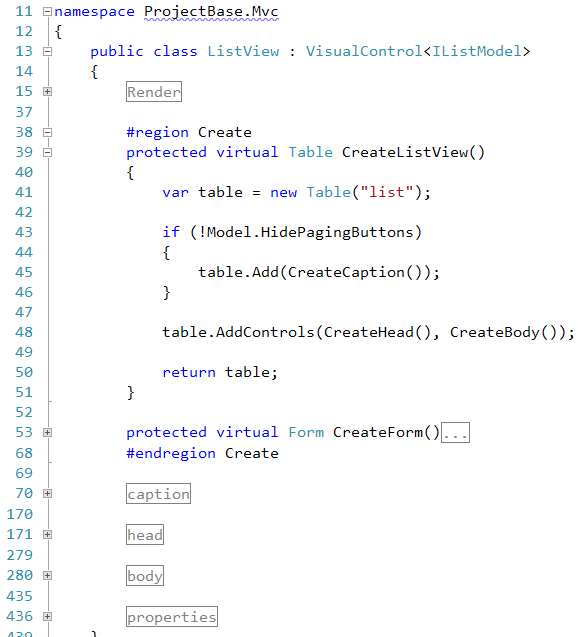 11 namespace ProjectBase.Mvc
12 {
13 public class ListView : VisualControl<IListModel>
14 {
15 Render
37
38 #region Create
39 protected virtual Table CreateListView()
40 {
41 var table = new Table("list");
42
43 if (!Model.HidePagingButtons)
44 {
45 table.Add(CreateCaption());
46 }
47
48 table.AddControls(CreateHead(), CreateBody());
49
50 return table;
51 }
52
53 protected virtual Form CreateForm()...
68 #endregion Create
69
70 caption
170
171 head
279
280 body
435
436 properties
439 }